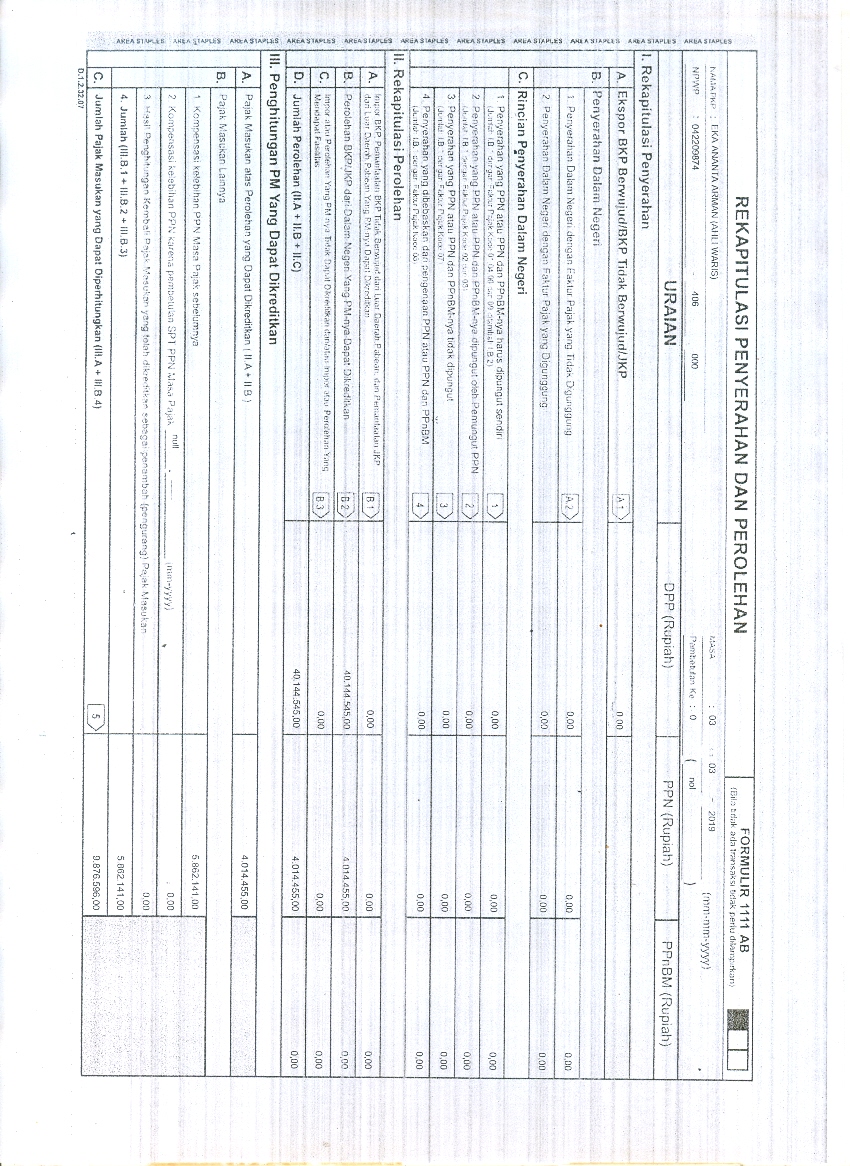 AREA STAPLES AREA STAPLES AREA STAPLES AREA STAPLES AREA STAPLES AREA STAPLES AREA STAPLES AREA STAPLES AREA STAPLES AREA STAPLES AREA STAPLES
REKAPITULASI PENYERAHAN DAN PEROLEHAN
FORMULIR 1111 AB
(Bila tidak ada transaksi tidak perlu dilampirkan)
NAMA PKP : EKA ANANTA ARMAN (AHLI WARIS)
MASA : 03 - 03 - 2019 (mm-mm-yyyy)
NPWP : 042209874 - 406 000
Pembetulan Ke : 0 ( nol )
URAIAN DPP (Rupiah) PPN (Rupiah) PPnBM (Rupiah)
I. Rekapitulasi Penyerahan
A. Ekspor BKP Berwujud/BKP Tidak Berwujud/JKP A.1 0,00
B. Penyerahan Dalam Negeri
1. Penyerahan Dalam Negeri dengan Faktur Pajak yang Tidak Digunggung A.2 0,00 0,00 0,00
2. Penyerahan Dalam Negeri dengan Faktur Pajak yang Digunggung 0,00 0,00 0,00
C. Rincian Penyerahan Dalam Negeri
1. Penyerahan yang PPN atau PPN dan PPnBM-nya harus dipungut sendiri 1 0,00 0,00 0,00
2. Penyerahan yang PPN atau PPN dan PPnBM-nya dipungut oleh Pemungut PPN 2 0,00 0,00 0,00
3. Penyerahan yang PPN atau PPN dan PPnBM-nya tidak dipungut 3 0,00 0,00 0,00
4. Penyerahan yang dibebaskan dari pengenaan PPN atau PPN dan PPnBM 4 0,00 0,00 0,00
II. Rekapitulasi Perolehan
A. Impor BKP, Pemanfaatan BKP Tidak Berwujud dari Luar Daerah Pabean, dan Pemanfaatan JKP
dari Luar Daerah Pabean Yang PM-nya Dapat Dikreditkan B.1 0,00 0,00 0,00
B. Perolehan BKP/JKP dari Dalam Negeri Yang PM-nya Dapat Dikreditkan B.2 40.144.545,00 4.014.455,00 0,00
C. Impor atau Perolehan Yang PM-nya Tidak Dapat Dikreditkan dan/atau Impor atau Perolehan Yang
Mendapat Fasilitas B.3 0,00 0,00 0,00
D. Jumlah Perolehan (II.A + II.B + II.C) 40.144.545,00 4.014.455,00 0,00
III. Penghitungan PM Yang Dapat Dikreditkan
A. Pajak Masukan atas Perolehan yang Dapat Dikreditkan (II.A + II.B) 4.014.455,00
B. Pajak Masukan Lainnya
1. Kompensasi kelebihan PPN Masa Pajak sebelumnya 5.862.141,00
2. Kompensasi kelebihan PPN karena pembetulan SPT PPN Masa Pajak null - (mm-yyyy) 0,00
3. Hasil Penghitungan Kembali Pajak Masukan yang telah dikreditkan sebagai penambah (pengurang) Pajak Masukan 0,00
4. Jumlah (III.B.1 + III.B.2 + III.B.3) 5.862.141,00
C. Jumlah Pajak Masukan yang Dapat Diperhitungkan (III.A + III.B.4) 5 9.876.596,00
D.1.2.32.07